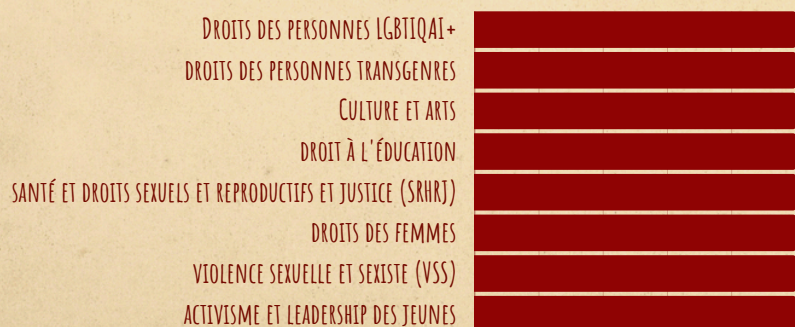 Droits des personnes LGBTIQAI+
droits des personnes transgenres
Culture et arts
droit à l'éducation
santé et droits sexuels et reproductifs et justice (SRHRJ)
droits des femmes
violence sexuelle et sexiste (VSS)
activisme et leadership des jeunes